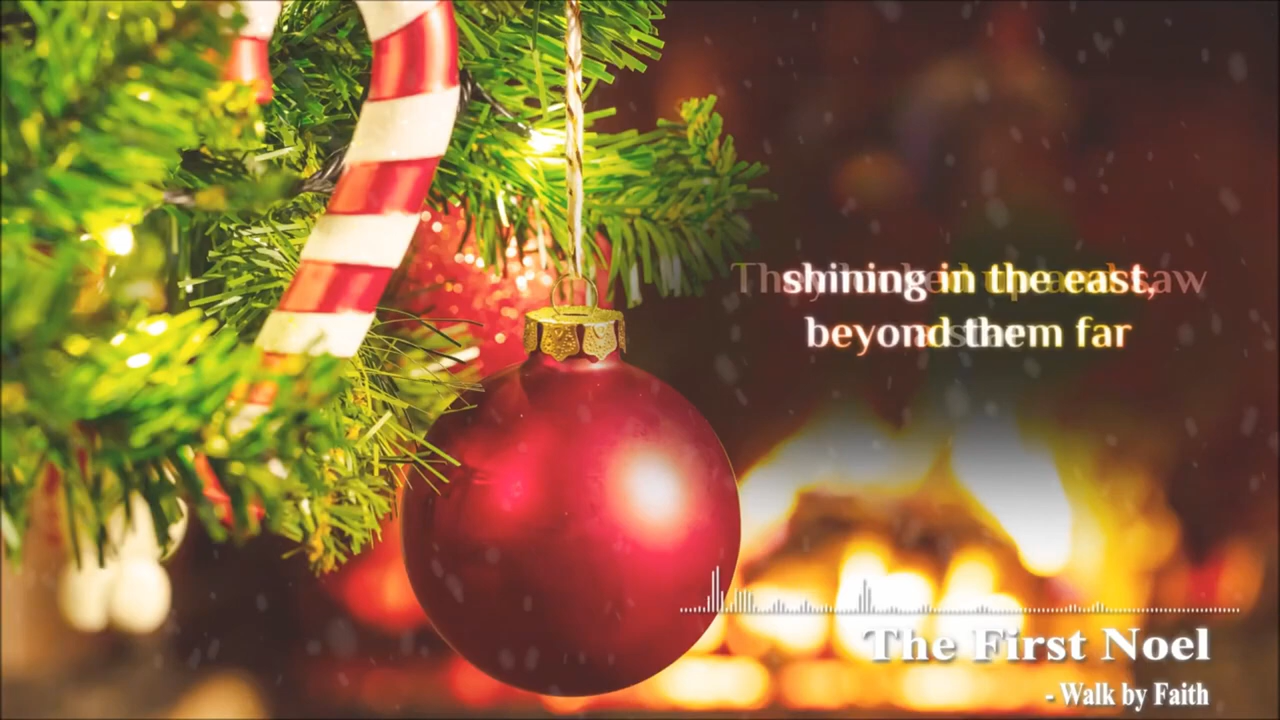 shining in the east,
beyond them far
The First Noel
- Walk by Faith